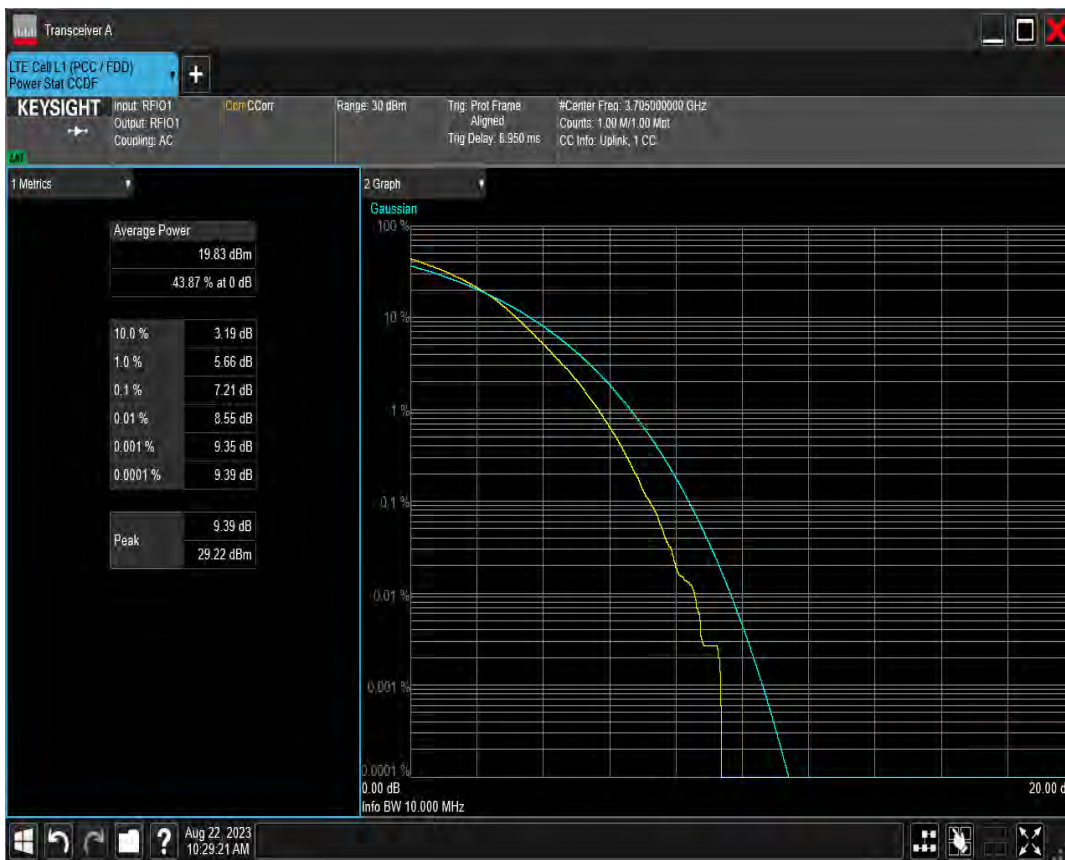 Transceiver A
LTE Cell L1 (PCC / FDD)
Power Stat CCDF
+
KEYSIGHT
Input: RFIO1
Output: RFIO1
Coupling: AC
Corr CCorr
Range: 30 dBm
Trig: Prot Frame
Aligned
Trig Delay: 8.950 ms
#Center Freq: 3.705000000 GHz
Counts: 1.00 M/1.00 Mpt
CC Info: Uplink, 1 CC
1 Metrics
Average Power
19.83 dBm
43.87 % at 0 dB
10.0 % 3.19 dB
1.0 % 5.66 dB
0.1 % 7.21 dB
0.01 % 8.55 dB
0.001 % 9.35 dB
0.0001 % 9.39 dB
Peak
9.39 dB
29.22 dBm
2 Graph
Gaussian
100 %
10 %
1 %
0.1 %
0.01 %
0.001 %
0.0001 %
0.00 dB
20.00 d
Info BW 10.000 MHz
?
Aug 22, 2023
10:29:21 AM